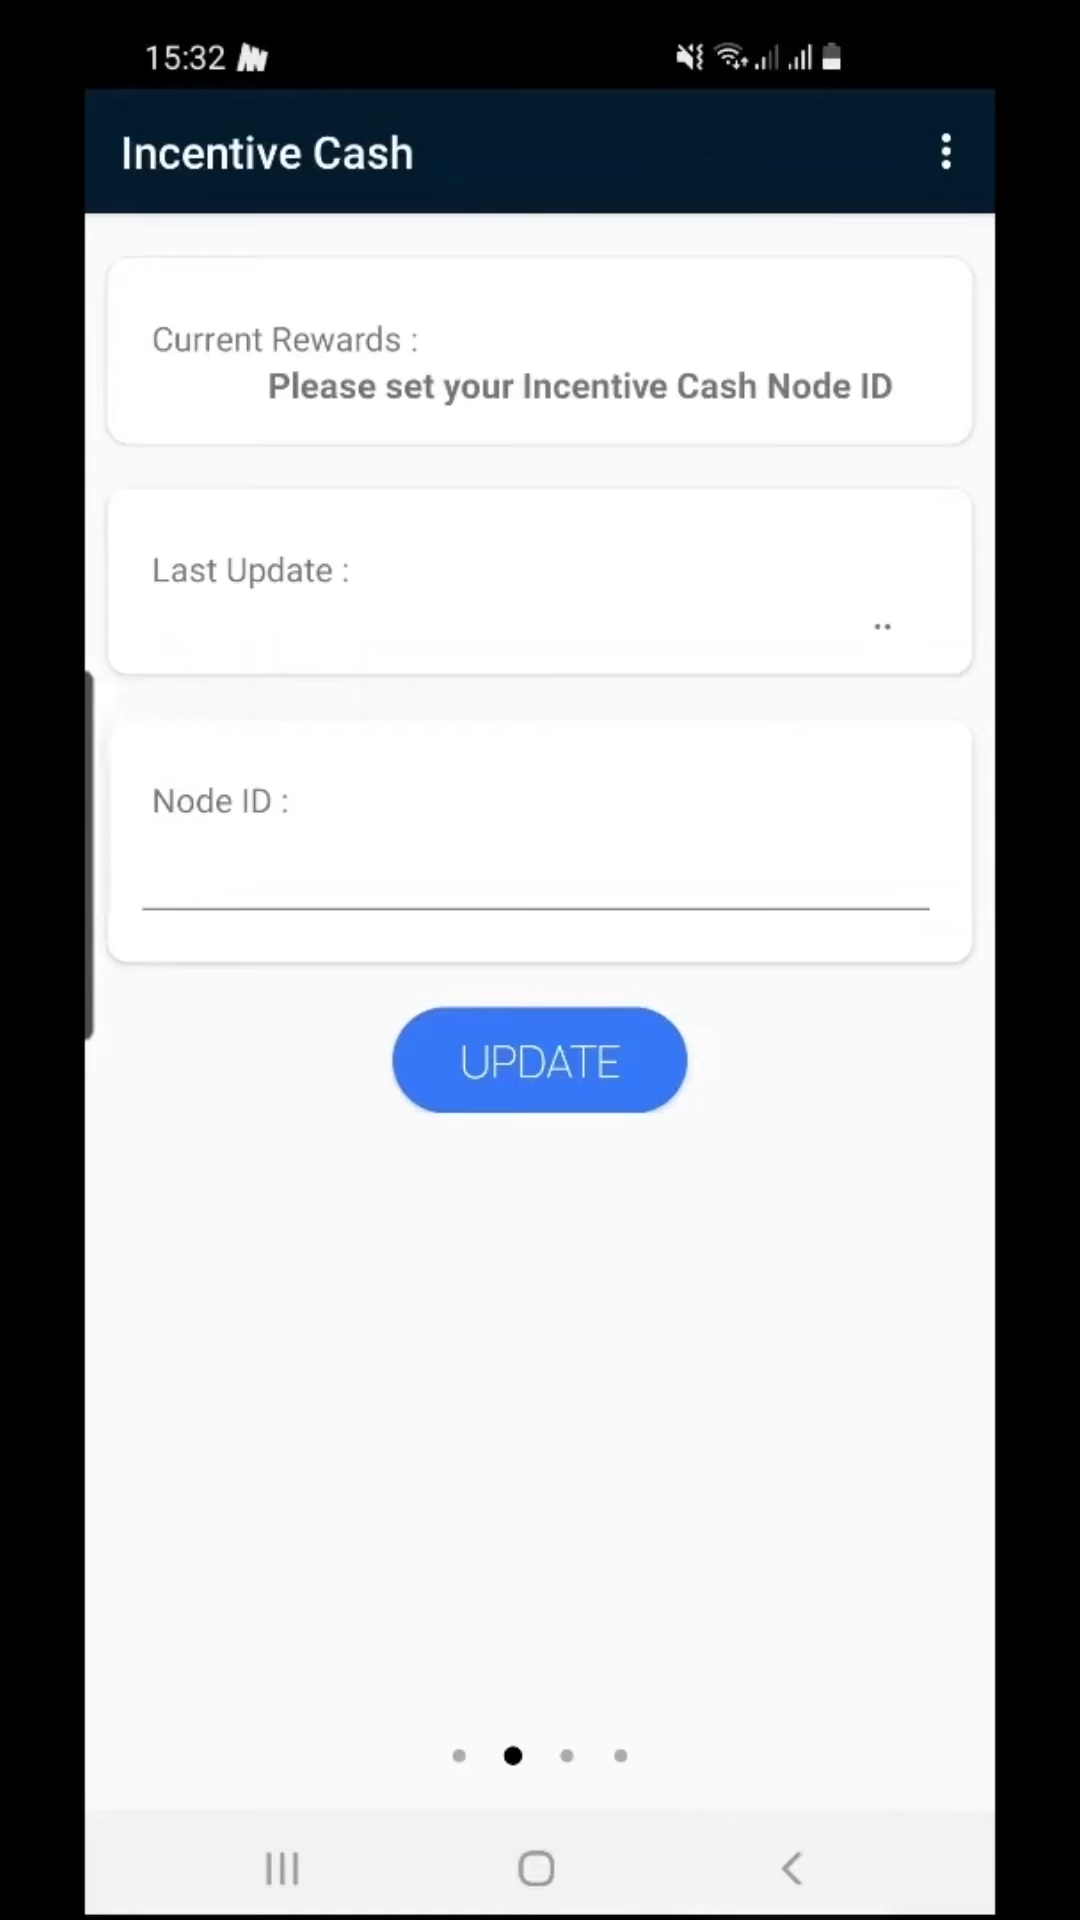 15:32
Incentive Cash
Current Rewards :
Please set your Incentive Cash Node ID
Last Update :
..
Node ID :
UPDATE